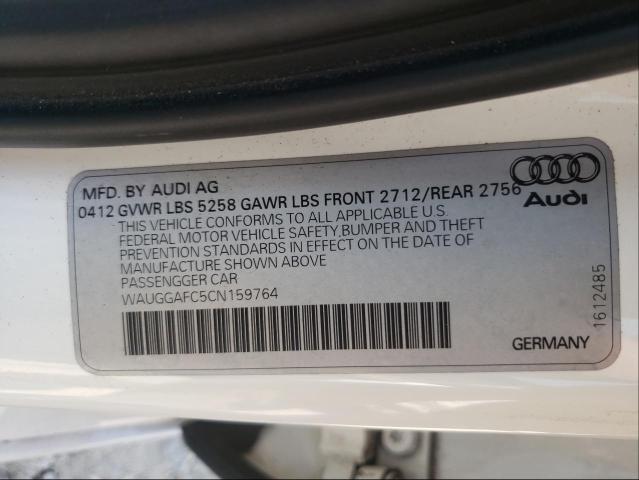 MFD. BY AUDI AG
0412 GVWR LBS 5258 GAWR LBS FRONT 2712/REAR 2756
THIS VEHICLE CONFORMS TO ALL APPLICABLE U.S.
FEDERAL MOTOR VEHICLE SAFETY,BUMPER AND THEFT
PREVENTION STANDARDS IN EFFECT ON THE DATE OF
MANUFACTURE SHOWN ABOVE
PASSENGGER CAR
WAUGGAFC5CN159764
Audi
1612485
GERMANY